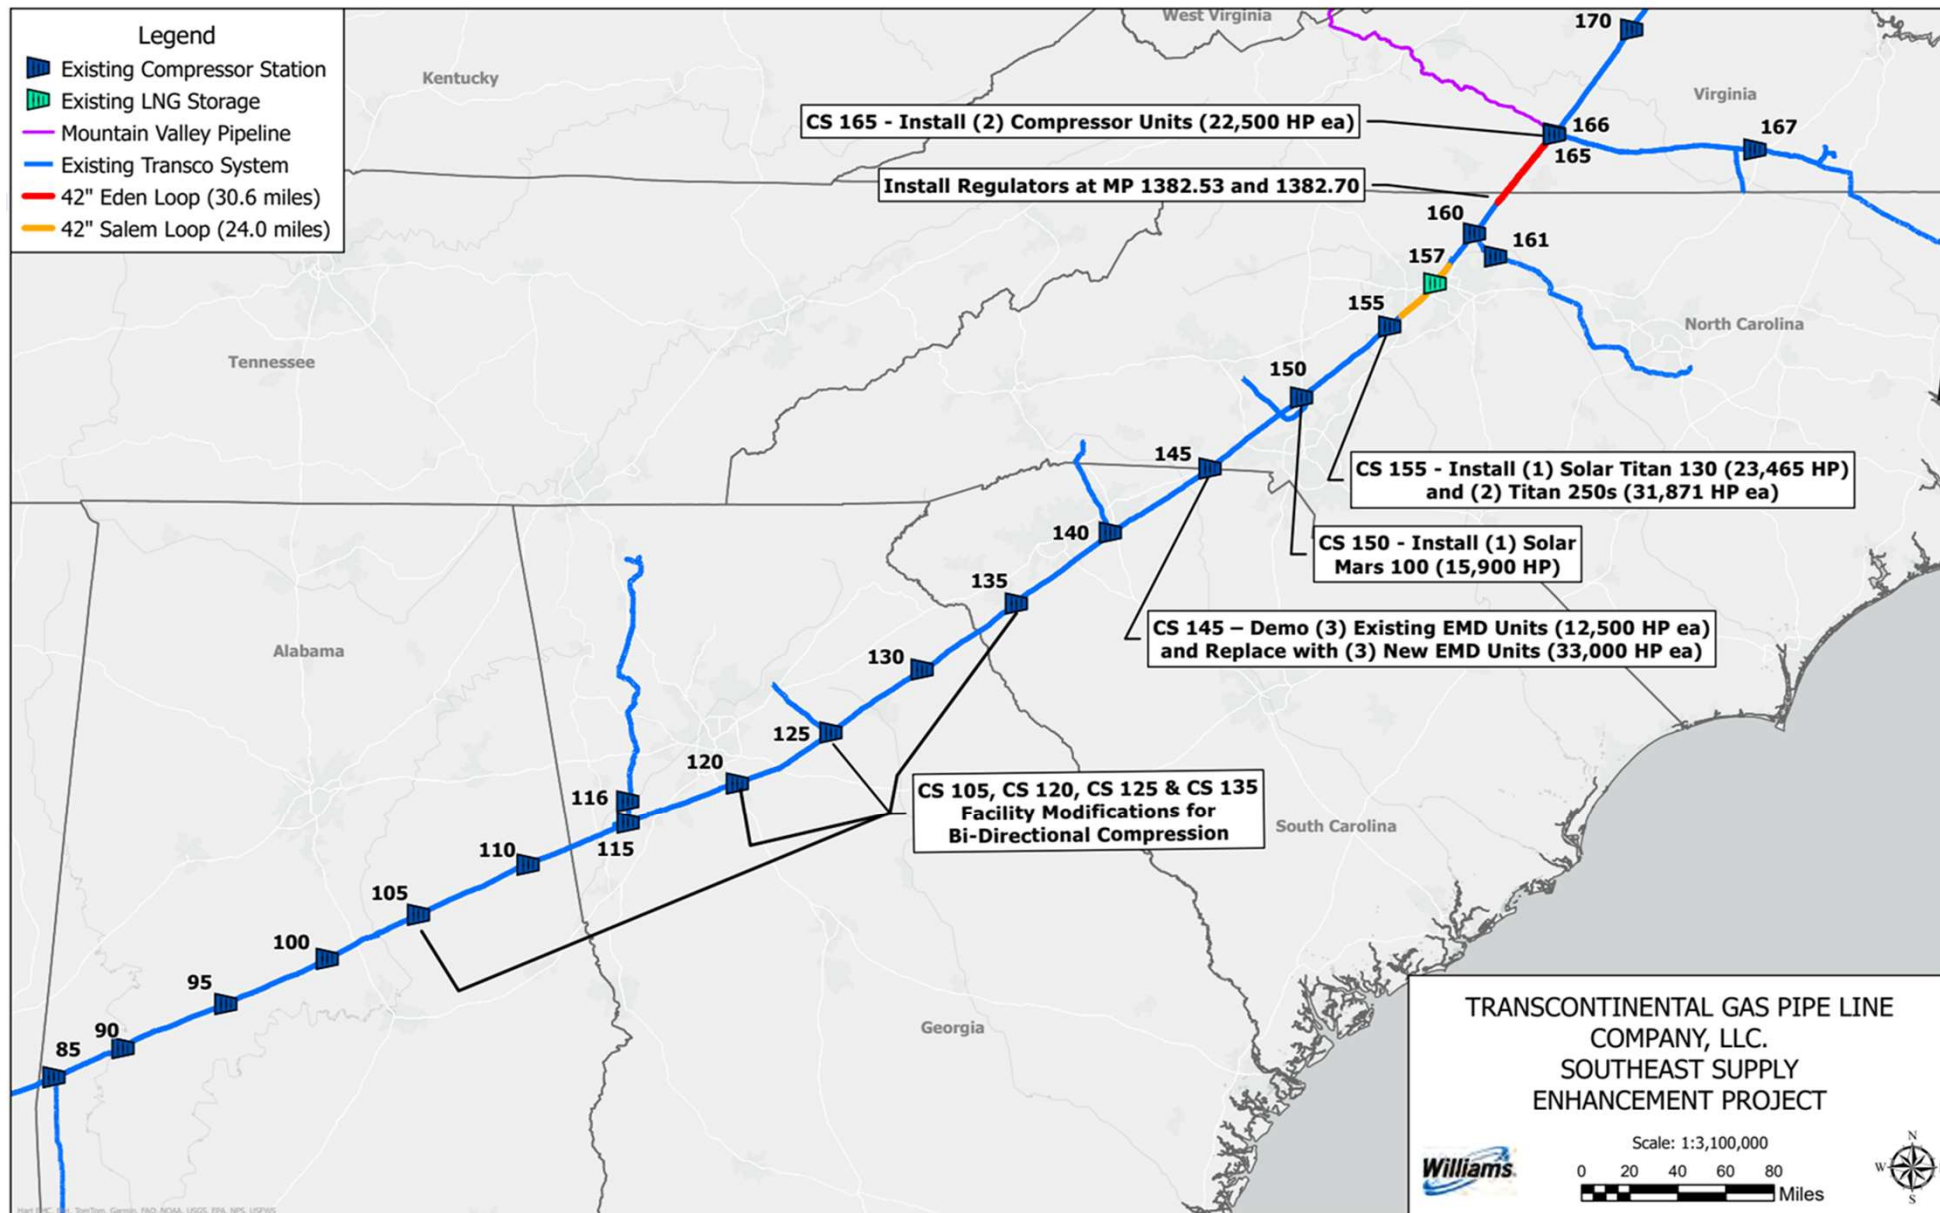 Legend
Existing Compressor Station
Existing LNG Storage
Mountain Valley Pipeline
Existing Transco System
42" Eden Loop (30.6 miles)
42" Salem Loop (24.0 miles)
West Virginia
Kentucky
Virginia
Tennessee
North Carolina
Alabama
South Carolina
Georgia
170
CS 165 - Install (2) Compressor Units (22,500 HP ea)
166
165
167
Install Regulators at MP 1382.53 and 1382.70
160
161
157
155
150
145
CS 155 - Install (1) Solar Titan 130 (23,465 HP)
and (2) Titan 250s (31,871 HP ea)
140
CS 150 - Install (1) Solar
Mars 100 (15,900 HP)
135
CS 145 – Demo (3) Existing EMD Units (12,500 HP ea)
and Replace with (3) New EMD Units (33,000 HP ea)
130
125
120
CS 105, CS 120, CS 125 & CS 135
Facility Modifications for
Bi-Directional Compression
116
115
110
105
100
95
90
85
TRANSCONTINENTAL GAS PIPE LINE
COMPANY, LLC.
SOUTHEAST SUPPLY
ENHANCEMENT PROJECT
Williams
Scale: 1:3,100,000
0 20 40 60 80
Miles
N
W
S
TomTom, Garmin, FAO, NOAA, USGS, EPA, NPS, USFWS